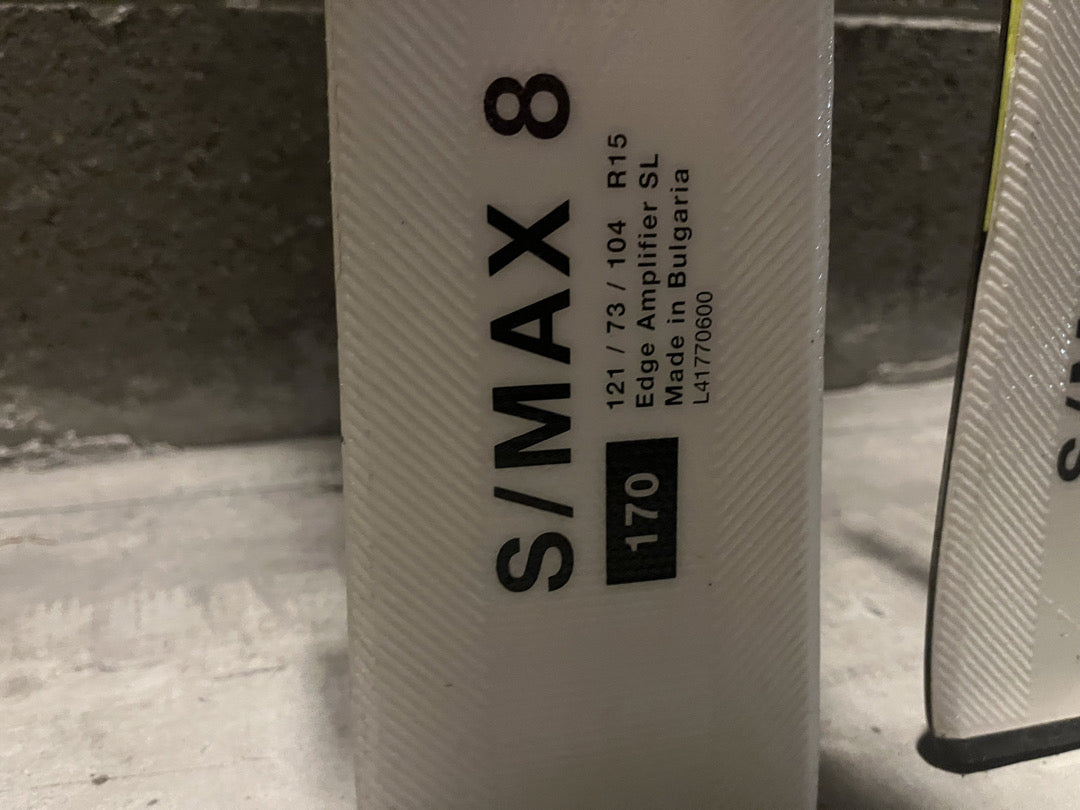 S/MAX 8
170
121 / 73 / 104 R15
Edge Amplifier SL
Made in Bulgaria
L41770600
S/M